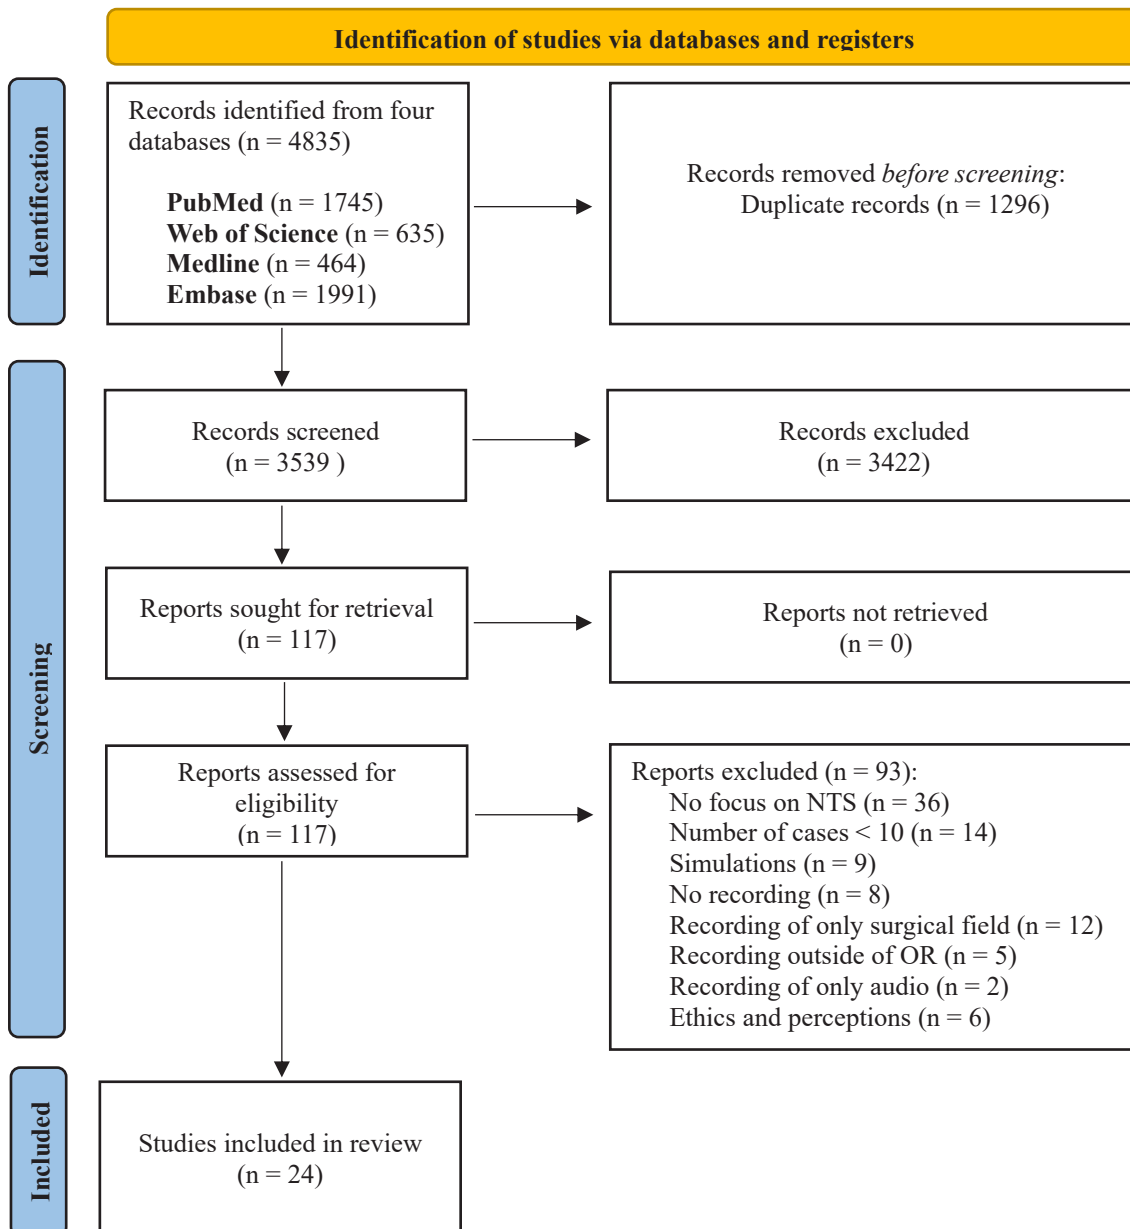 Identification of studies via databases and registers
Identification
Records identified from four
databases (n = 4835)
PubMed (n = 1745)
Web of Science (n = 635)
Medline (n = 464)
Embase (n = 1991)
Records removed before screening:
Duplicate records (n = 1296)
Screening
Records screened
(n = 3539 )
Records excluded
(n = 3422)
Reports sought for retrieval
(n = 117)
Reports not retrieved
(n = 0)
Reports assessed for
eligibility
(n = 117)
Reports excluded (n = 93):
No focus on NTS (n = 36)
Number of cases < 10 (n = 14)
Simulations (n = 9)
No recording (n = 8)
Recording of only surgical field (n = 12)
Recording outside of OR (n = 5)
Recording of only audio (n = 2)
Ethics and perceptions (n = 6)
Included
Studies included in review
(n = 24)